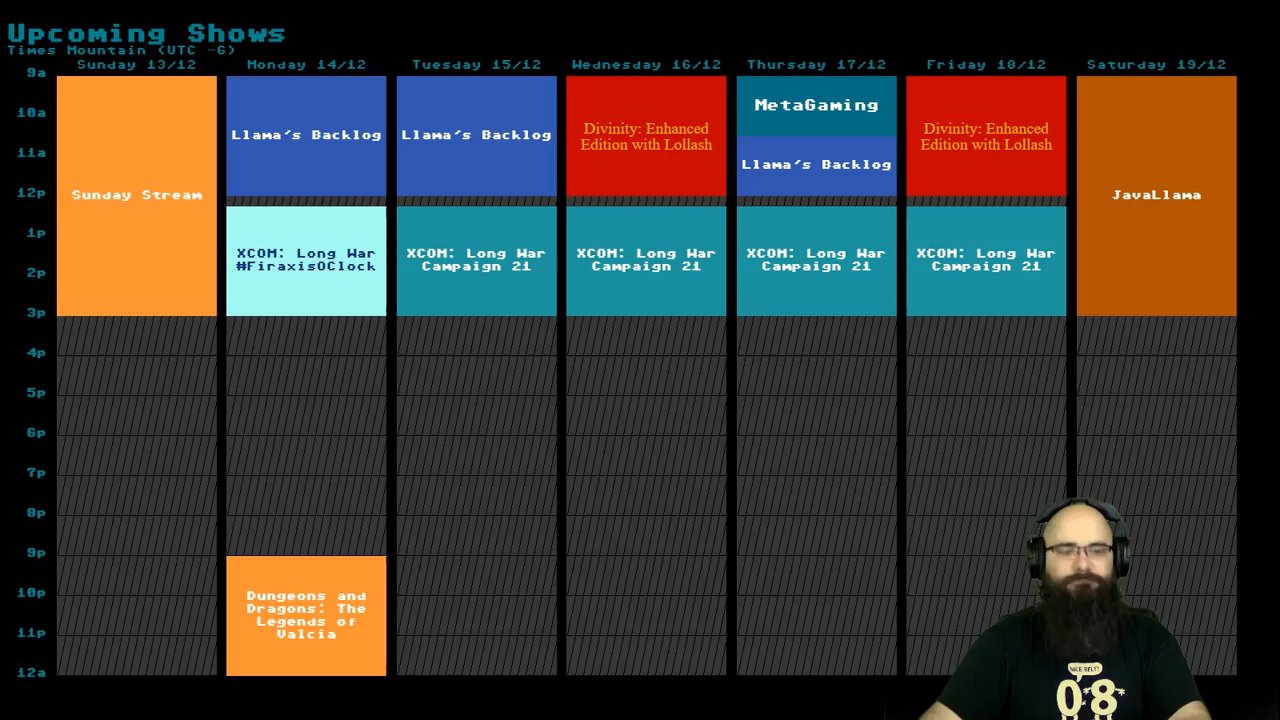 Upcoming Shows
Times Mountain (UTC -6)
Sunday 13/12
Monday 14/12
Tuesday 15/12
Wednesday 16/12
Thursday 17/12
Friday 18/12
Saturday 19/12
9a
10a
11a
12p
1p
2p
3p
4p
5p
6p
7p
8p
9p
10p
11p
12a
Sunday Stream
Llama's Backlog
XCOM: Long War
#FiraxisOClock
Dungeons and
Dragons: The
Legends of
Valcia
Llama's Backlog
XCOM: Long War
Campaign 21
Divinity: Enhanced
Edition with Lollash
XCOM: Long War
Campaign 21
MetaGaming
Llama's Backlog
XCOM: Long War
Campaign 21
Divinity: Enhanced
Edition with Lollash
XCOM: Long War
Campaign 21
JavaLlama
NICE BELT!
08